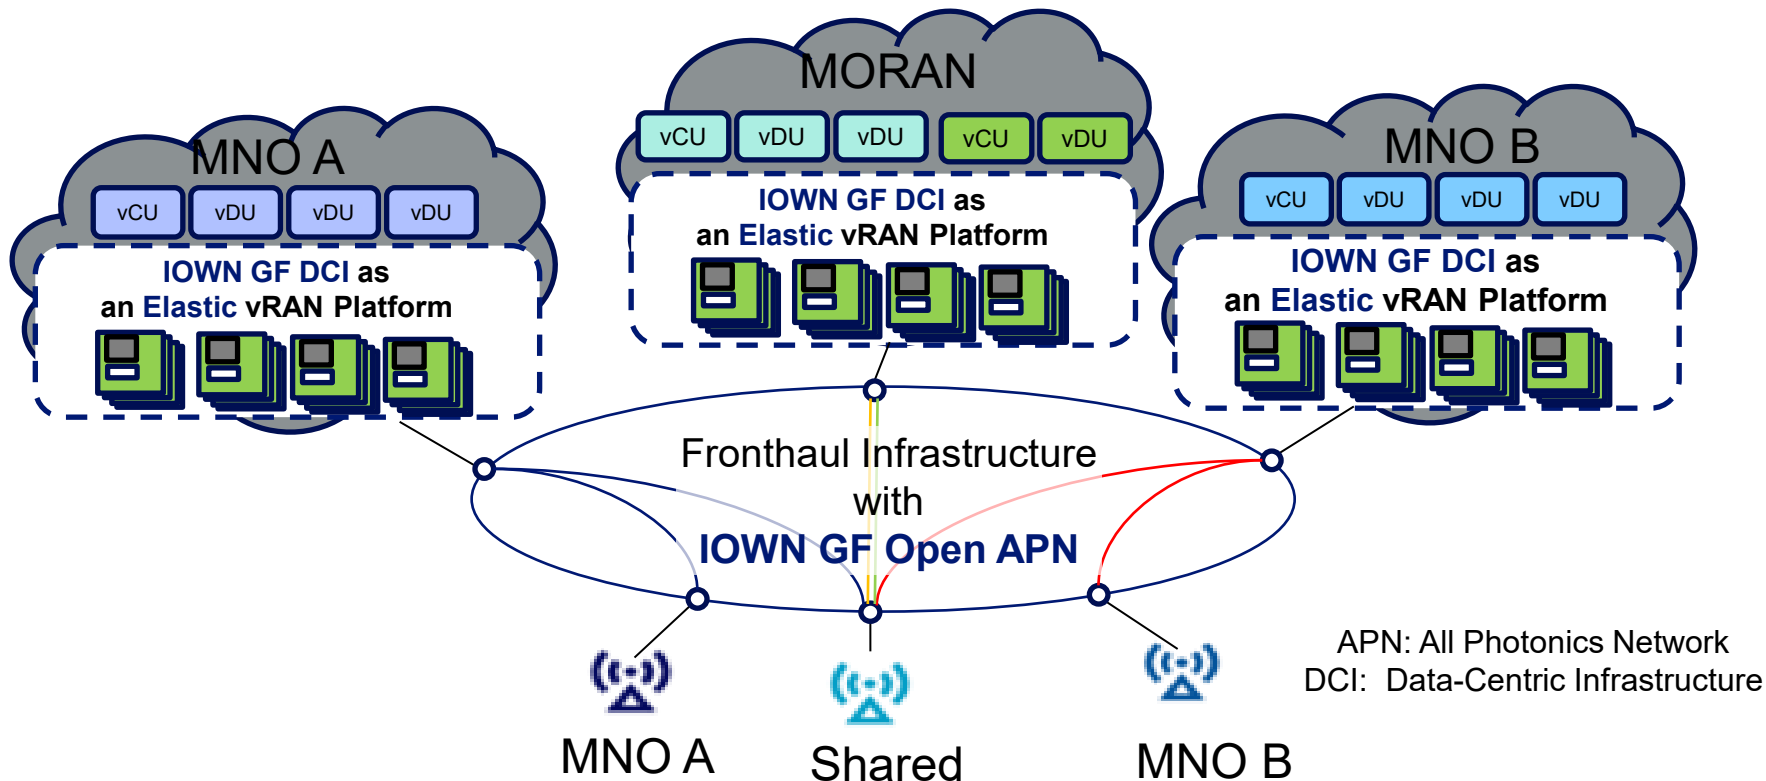 MORAN
vCU vDU vDU vCU vDU
IOWN GF DCI as
an Elastic vRAN Platform
MNO A
vCU vDU vDU vDU
IOWN GF DCI as
an Elastic vRAN Platform
MNO B
vCU vDU vDU vDU
IOWN GF DCI as
an Elastic vRAN Platform
Fronthaul Infrastructure
with
IOWN GF Open APN
MNO A
Shared
MNO B
APN: All Photonics Network
DCI: Data-Centric Infrastructure